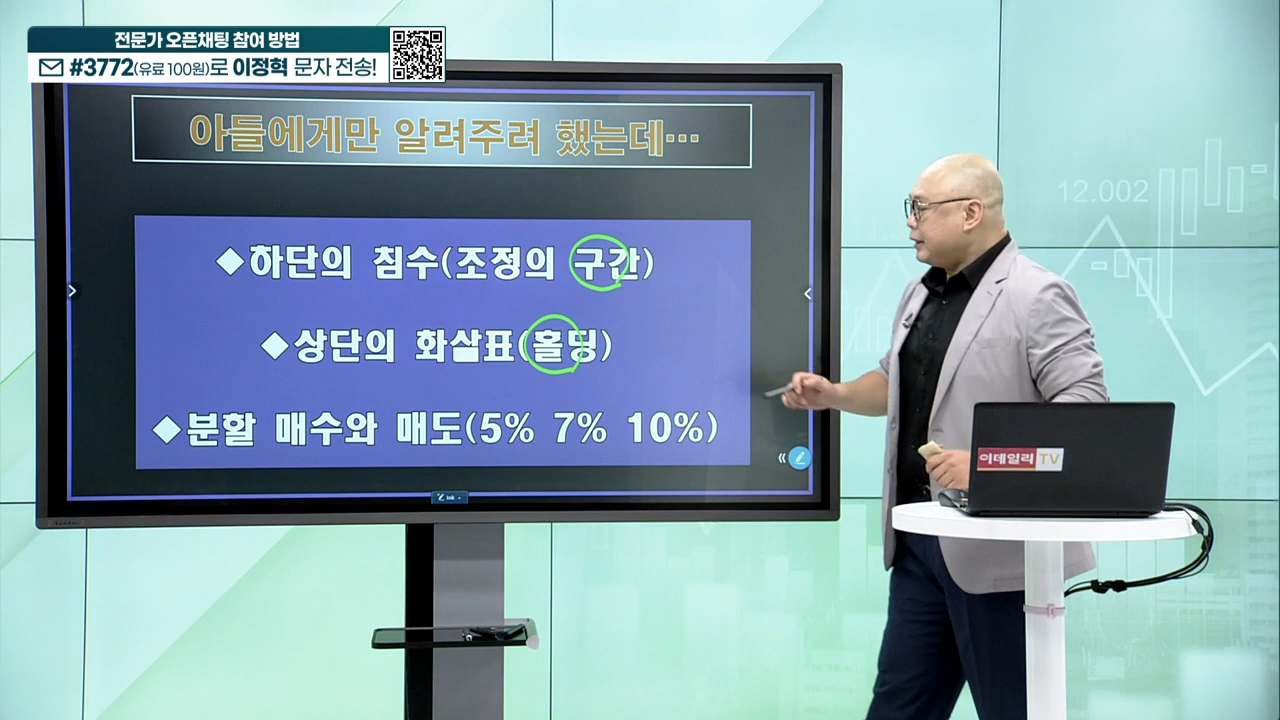 전문가 오픈채팅 참여 방법
#3772(유료 100원)로 이정혁 문자 전송!
아들에게만 알려주려 했는데…
◆하단의 침수(조정의 구간)
◆상단의 화살표(홀딩)
◆분할 매수와 매도(5% 7% 10%)
Ink
12.002
이데일리 TV